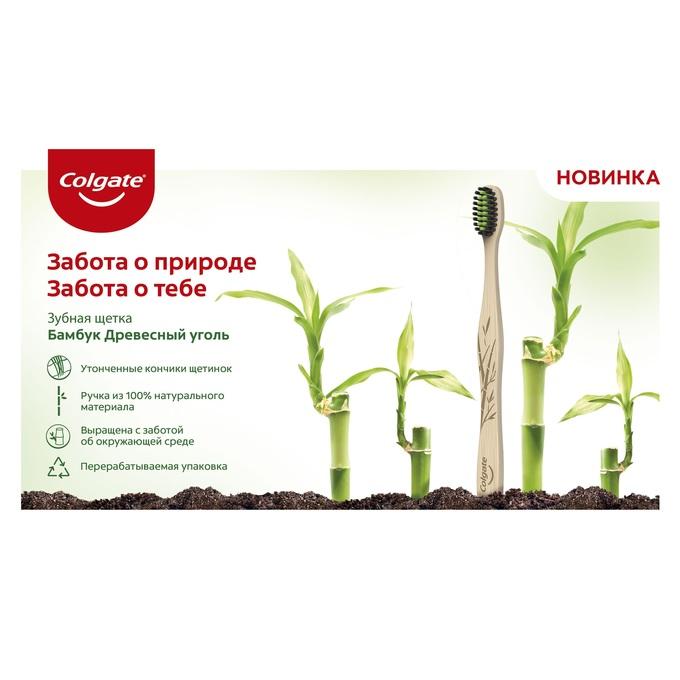 Colgate®
НОВИНКА
Забота о природе
Забота о тебе
Зубная щетка
Бамбук Древесный уголь
Утонченные кончики щетинок
Ручка из 100% натурального
материала
Выращена с заботой
об окружающей среде
Перерабатываемая упаковка
Colgate